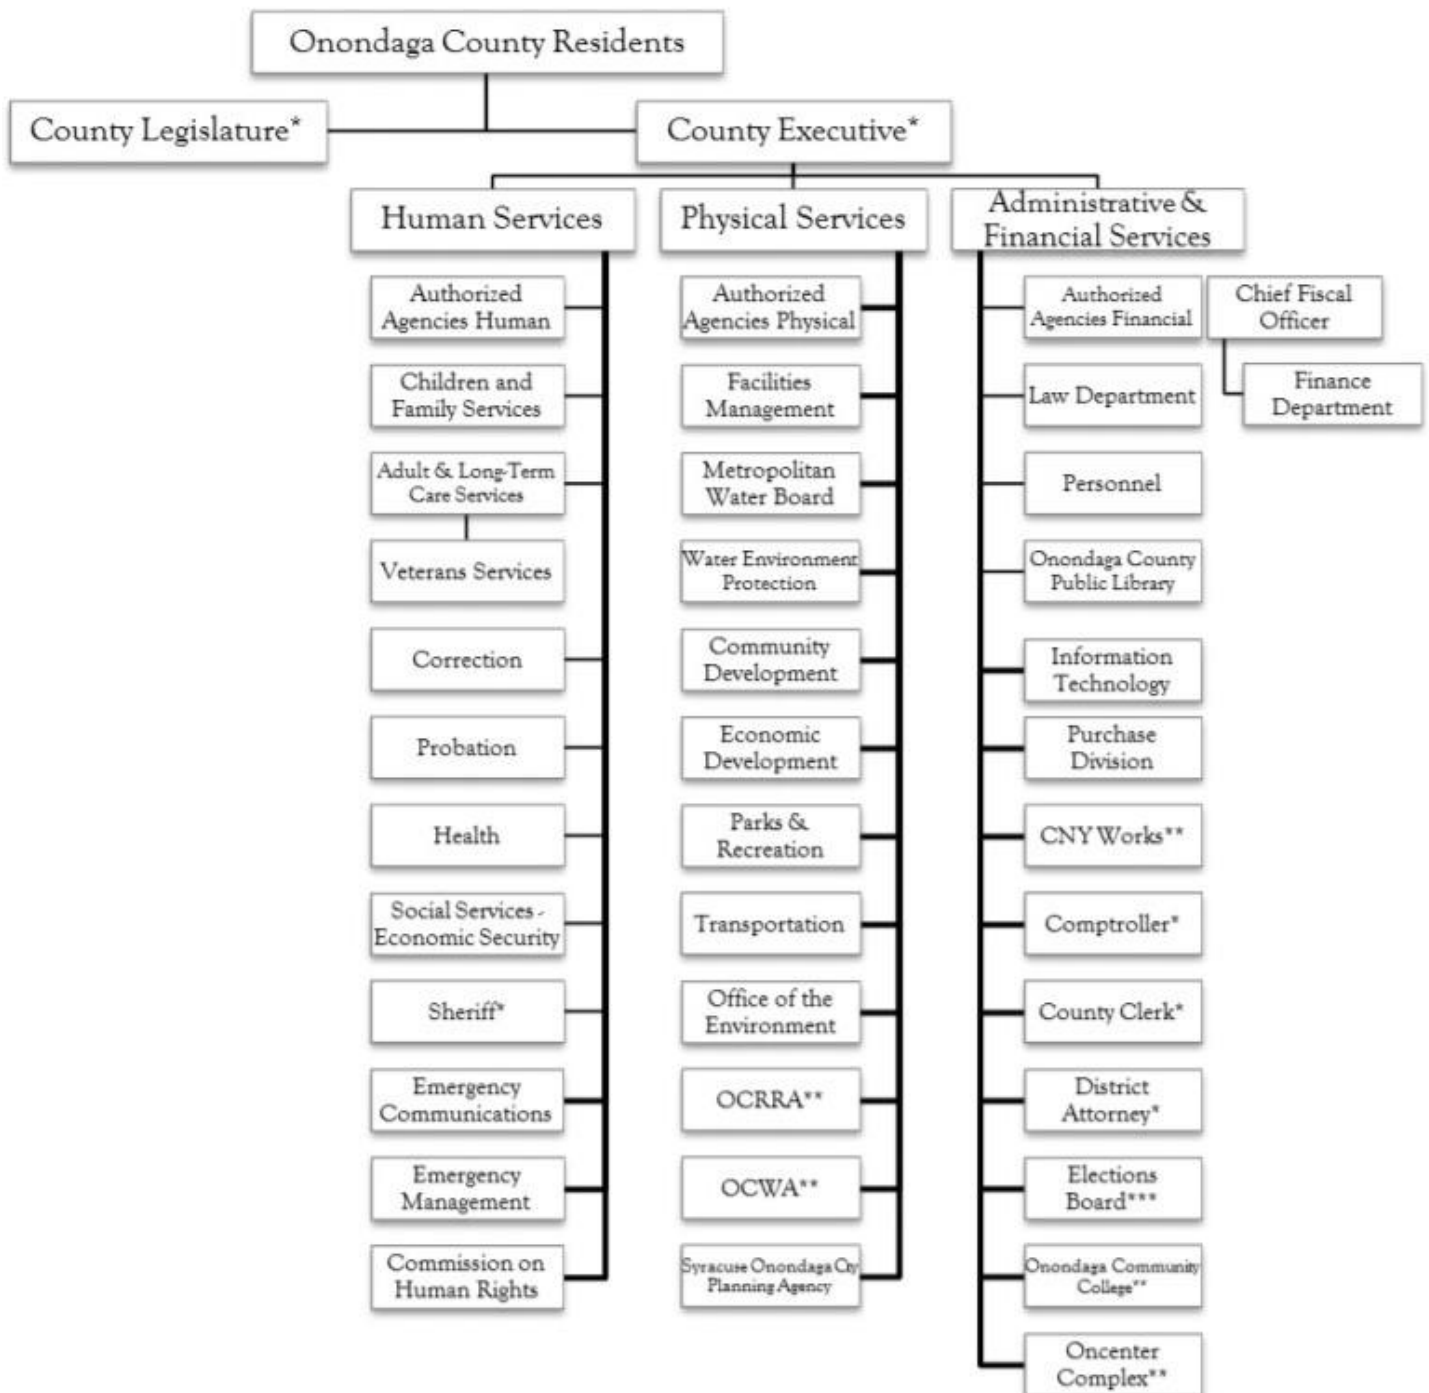 Onondaga County Residents
County Legislature*
County Executive*
Human Services
Physical Services
Administrative &
Financial Services
Authorized
Agencies Human
Children and
Family Services
Adult & Long-Term
Care Services
Veterans Services
Correction
Probation
Health
Social Services -
Economic Security
Sheriff*
Emergency
Communications
Emergency
Management
Commission on
Human Rights
Authorized
Agencies Physical
Facilities
Management
Metropolitan
Water Board
Water Environment
Protection
Community
Development
Economic
Development
Parks &
Recreation
Transportation
Office of the
Environment
OCRRA**
OCWA**
Syracuse Onondaga Cty
Planning Agency
Authorized
Agencies Financial
Law Department
Personnel
Onondaga County
Public Library
Information
Technology
Purchase
Division
CNY Works**
Comptroller*
County Clerk*
District
Attorney*
Elections
Board***
Onondaga Community
College**
Oncenter
Complex**
Chief Fiscal
Officer
Finance
Department